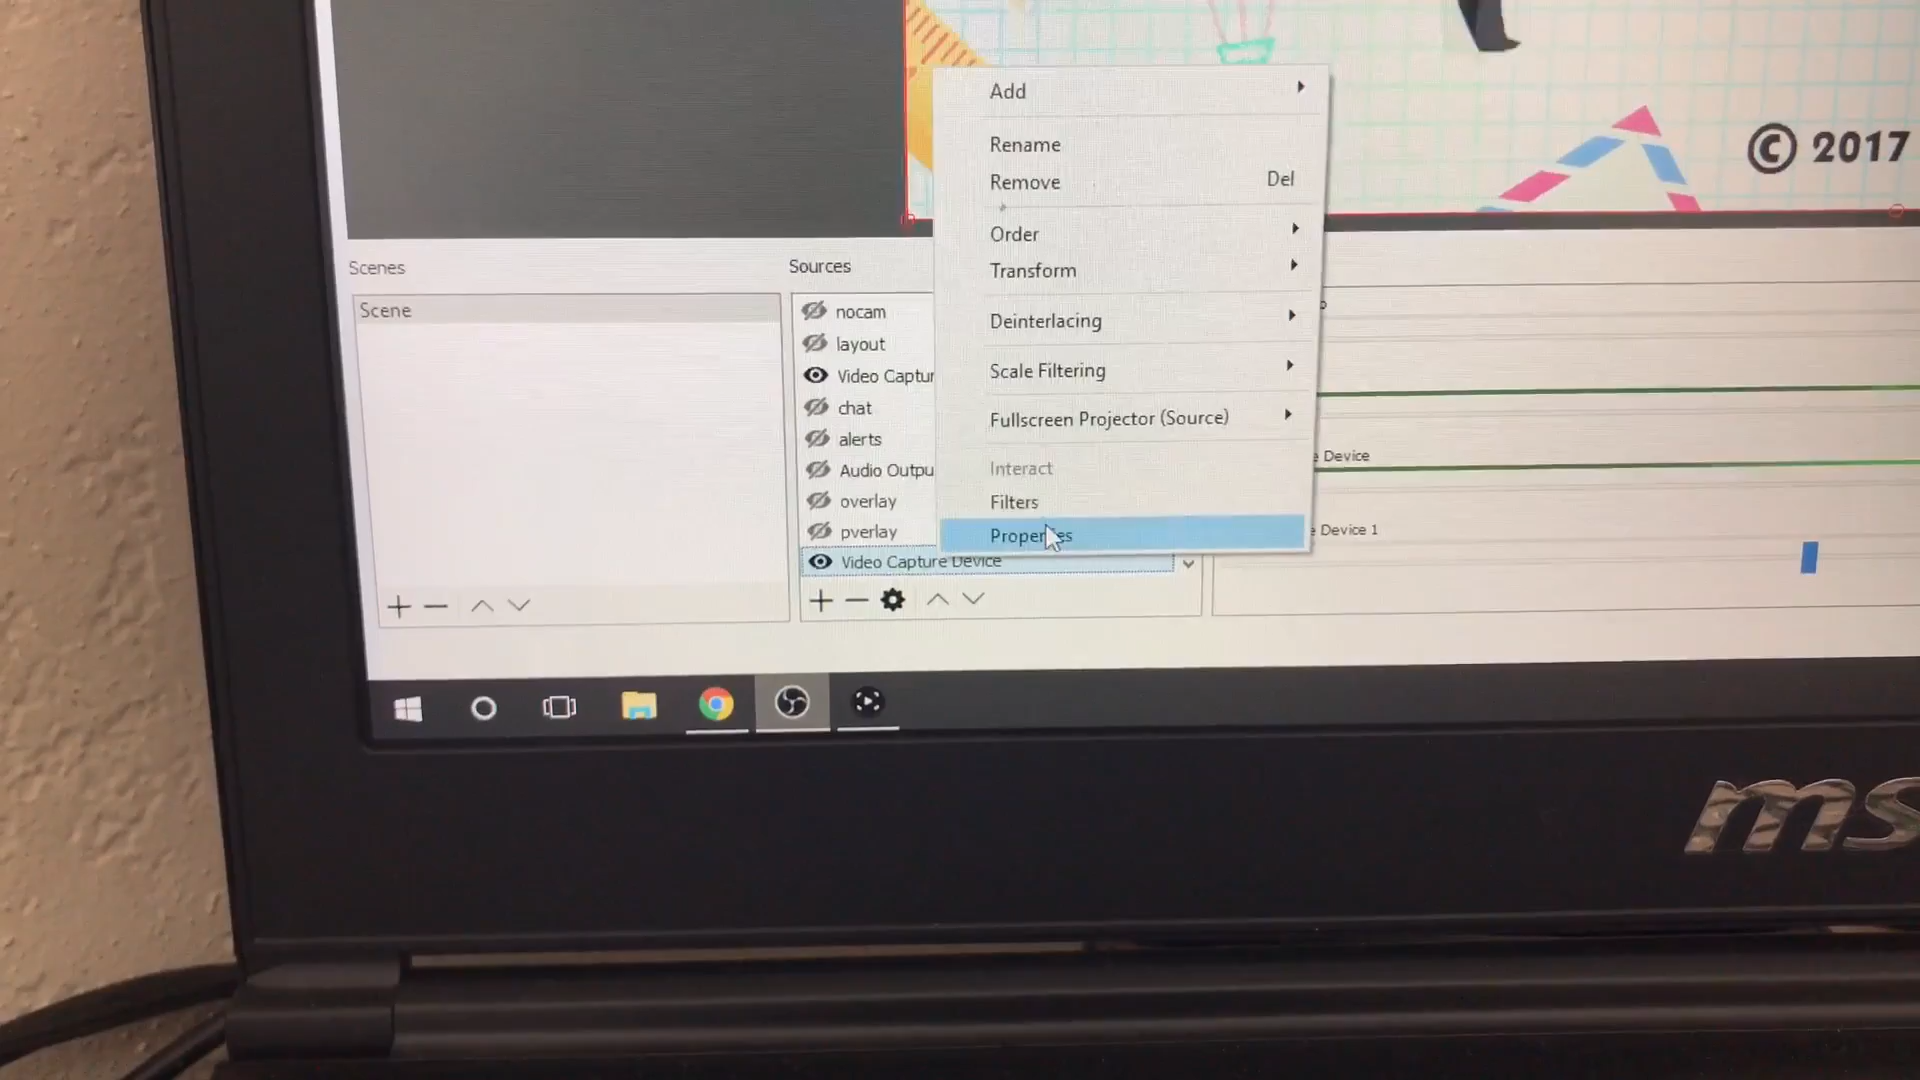 Add
Rename
Remove Del
Order
Transform
Deinterlacing
Scale Filtering
Fullscreen Projector (Source)
Interact
Filters
Properties
© 2017
Scenes
Scene
Sources
nocam
layout
Video Captur
chat
alerts
Audio Outpu
overlay
pverlay
Video Capture Device
Device
Device 1
ms